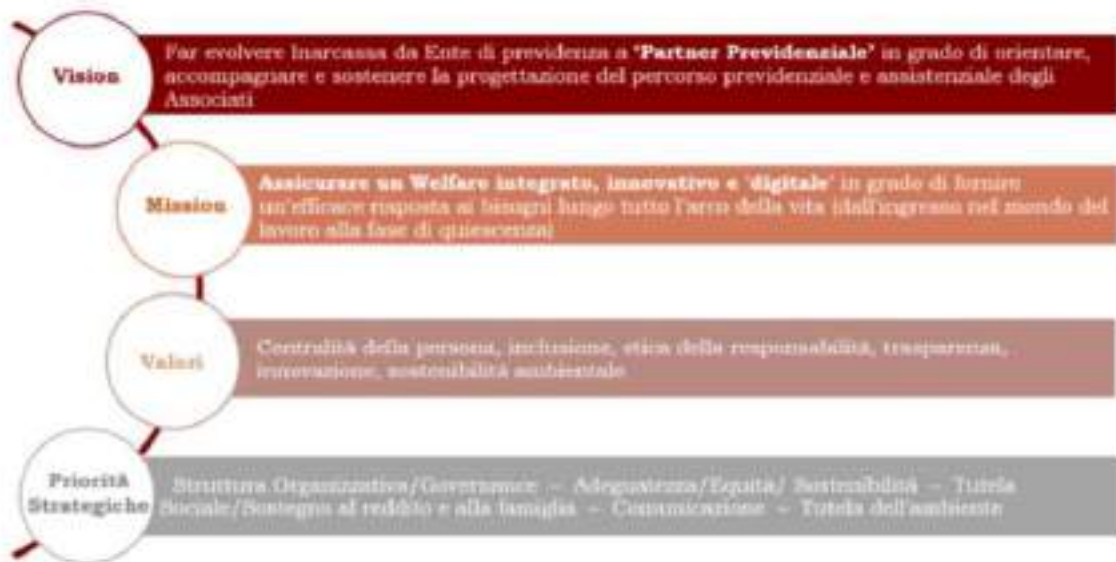 Vision
Far evolvere Inarcassa da Ente di previdenza a 'Partner Previdenziale' in grado di orientare,
accompagnare e sostenere la progettazione del percorso previdenziale e assistenziale degli
Associati
Mission
Assicurare un Welfare integrato, innovativo e 'digitale' in grado di fornire
un'efficace risposta ai bisogni lungo tutto l'arco della vita (dall'ingresso nel mondo del
lavoro alla fase di quiescenza)
Valori
Centralità della persona, inclusione, etica della responsabilità, trasparenza,
innovazione, sostenibilità ambientale
Priorità
Strategiche
Struttura Organizzativa/Governance – Adeguatezza/Equità/ Sostenibilità – Tutela
Sociale/Sostegno al reddito e alla famiglia – Comunicazione – Tutela dell'ambiente